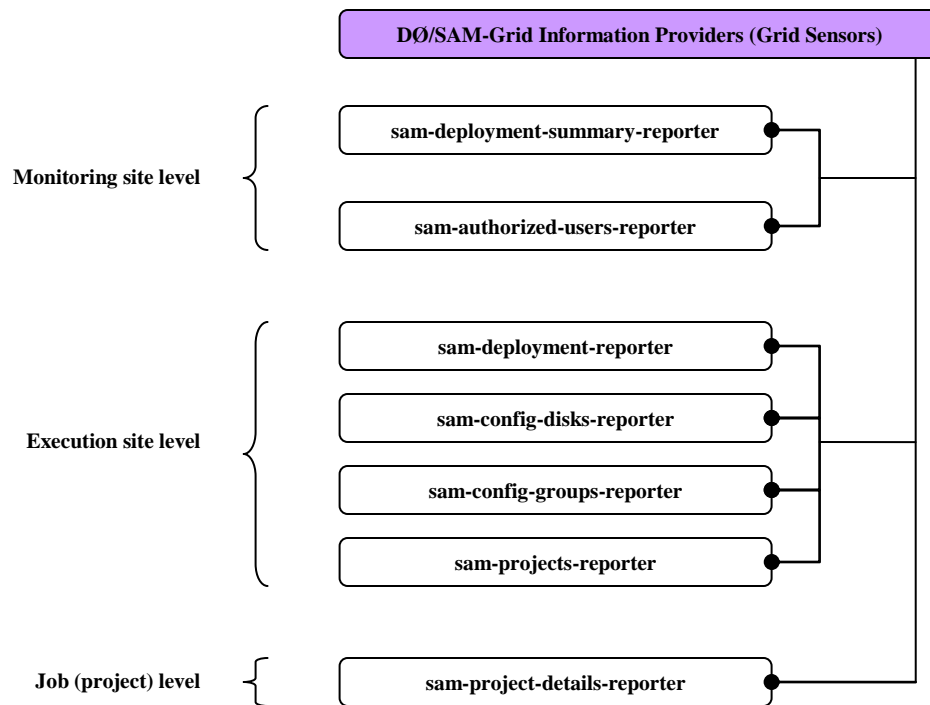 DØ/SAM-Grid Information Providers (Grid Sensors)
sam-deployment-summary-reporter
Monitoring site level
sam-authorized-users-reporter
sam-deployment-reporter
sam-config-disks-reporter
Execution site level
sam-config-groups-reporter
sam-projects-reporter
Job (project) level
sam-project-details-reporter